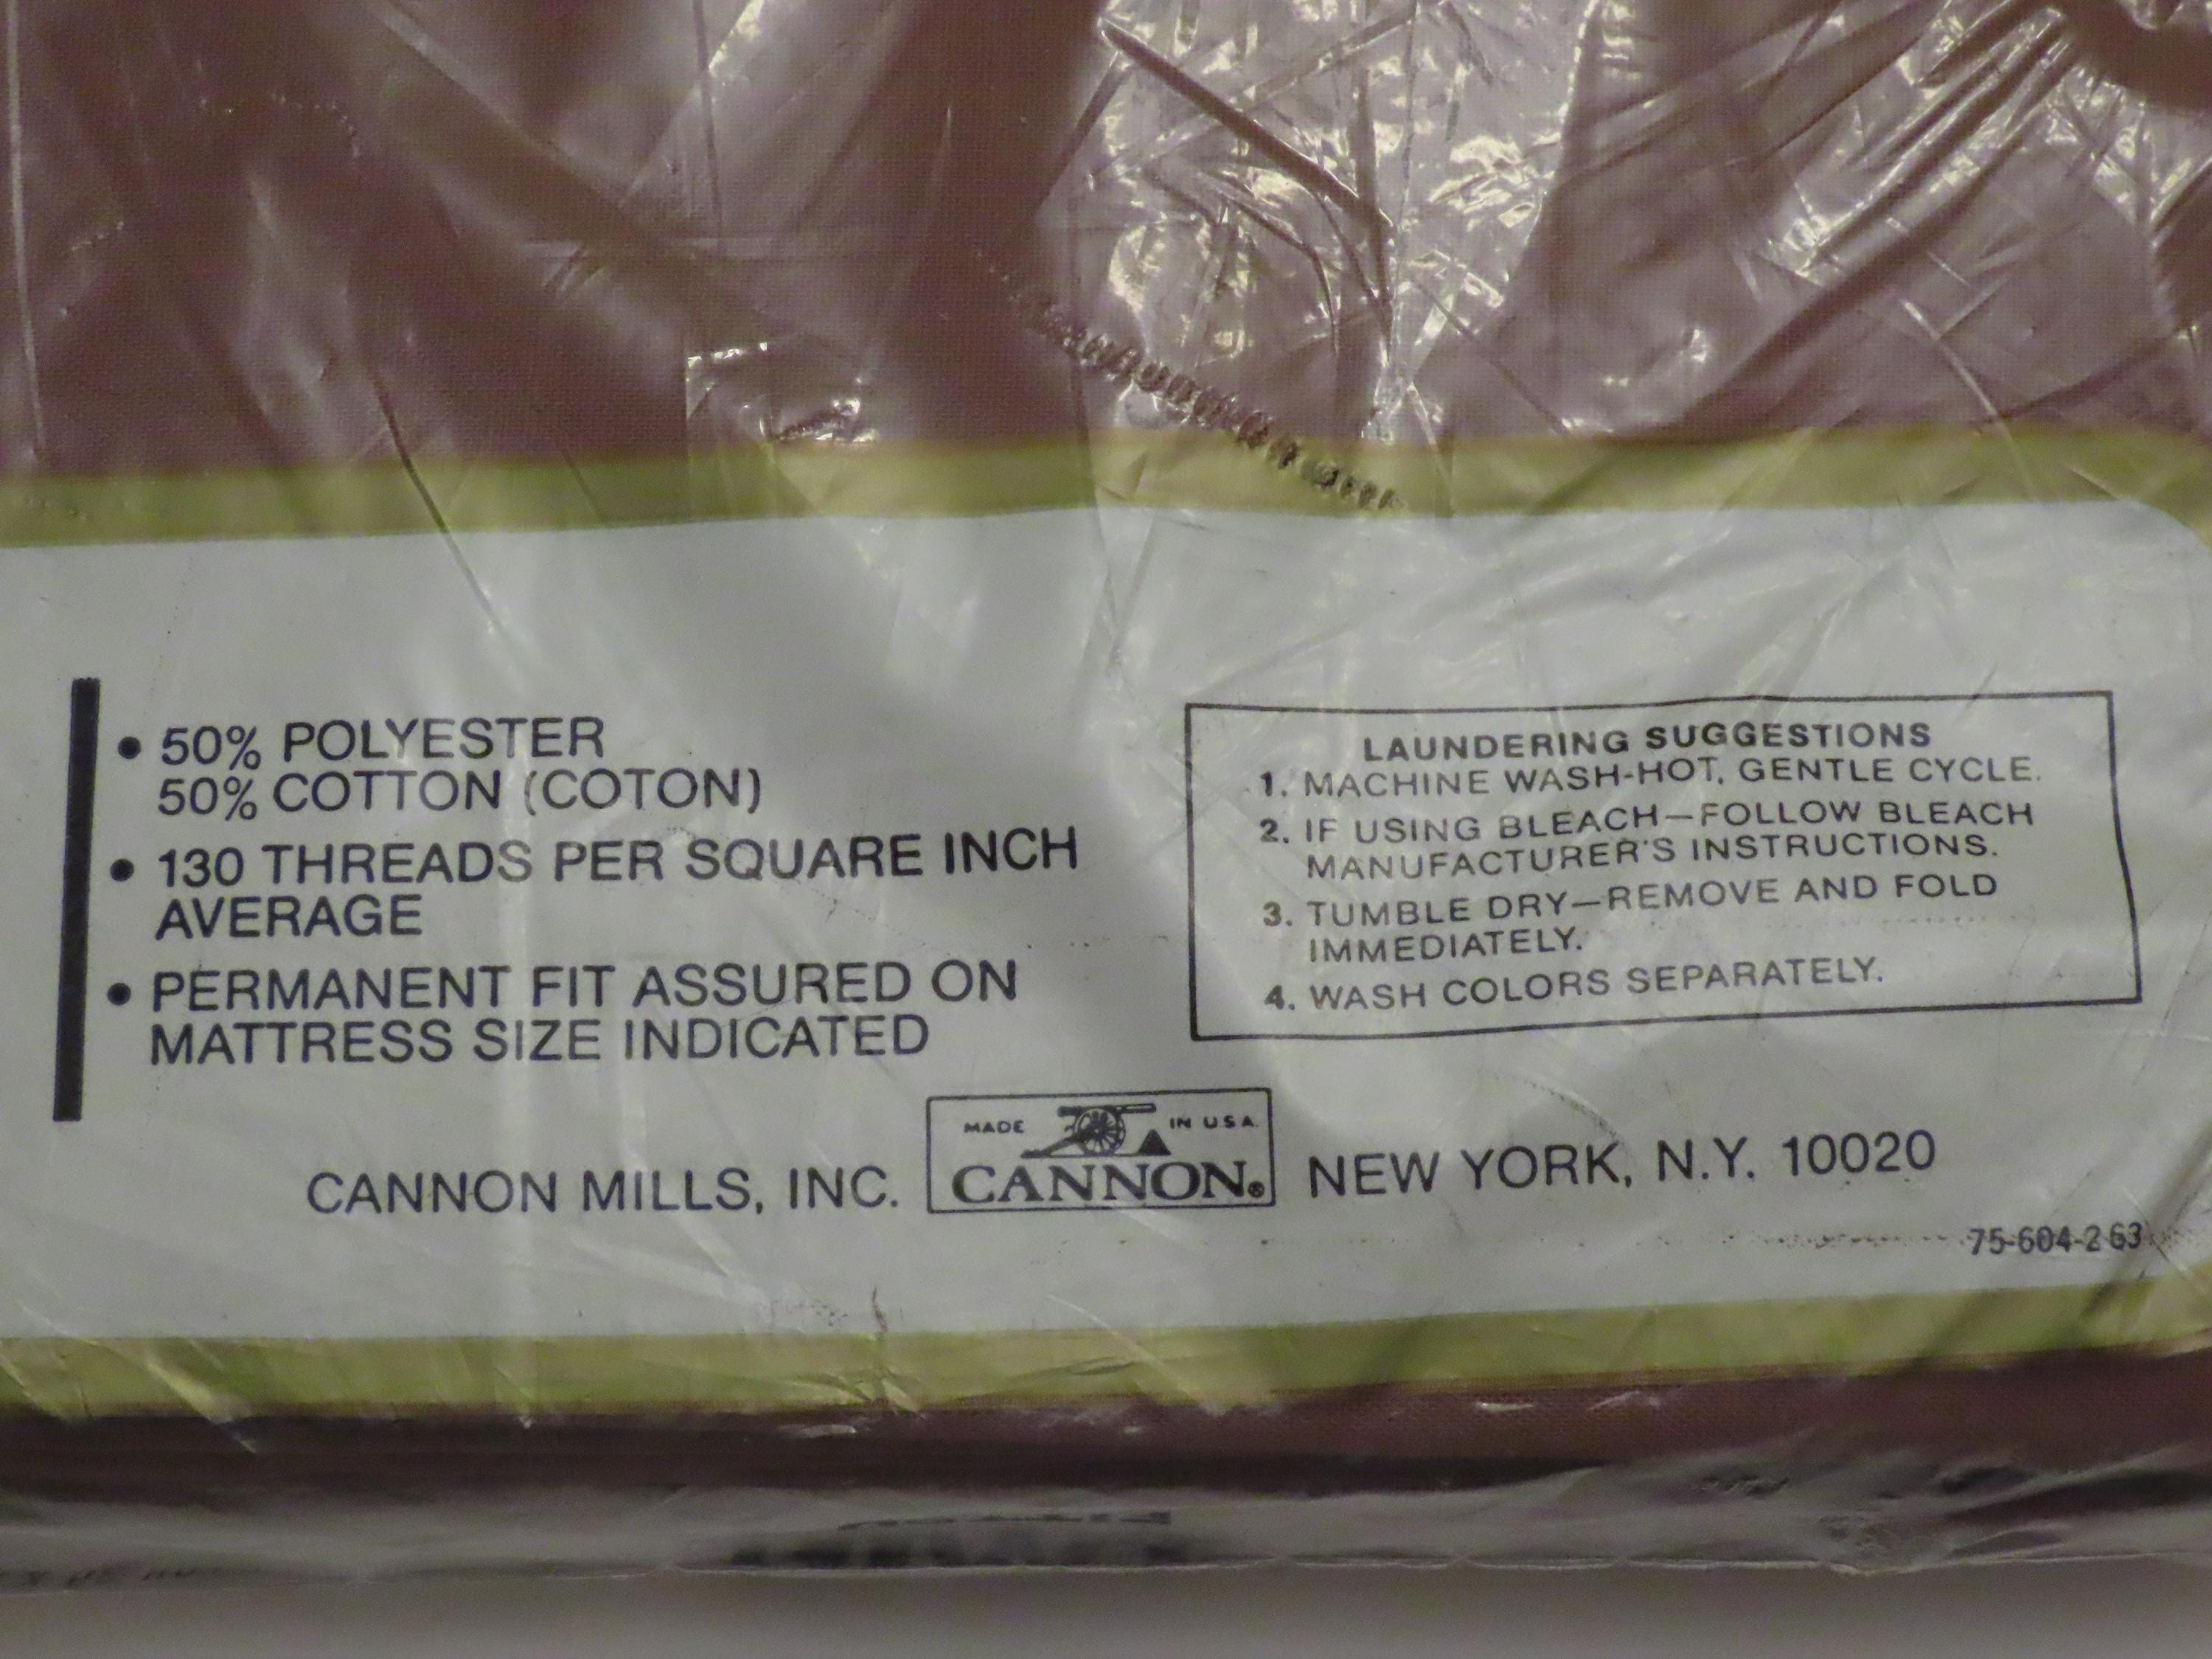 • 50% POLYESTER
50% COTTON (COTON)
• 130 THREADS PER SQUARE INCH
AVERAGE
• PERMANENT FIT ASSURED ON
MATTRESS SIZE INDICATED
LAUNDERING SUGGESTIONS
1. MACHINE WASH-HOT, GENTLE CYCLE.
2. IF USING BLEACH—FOLLOW BLEACH
MANUFACTURER'S INSTRUCTIONS.
3. TUMBLE DRY—REMOVE AND FOLD
IMMEDIATELY.
4. WASH COLORS SEPARATELY.
CANNON MILLS, INC.
MADE IN U.S.A.
CANNON®
NEW YORK, N.Y. 10020
75-604-263